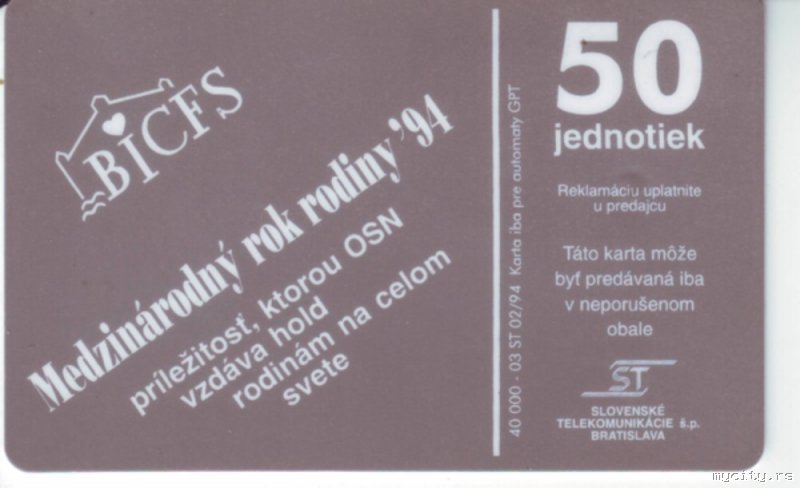 BICFS
Medzinárodný rok rodiny '94
príležitosť, ktorou OSN
vzdáva hold
rodinám na celom
svete
40 000 - 03 ST 02/94 Karta iba pre automaty GPT
50
jednotiek
Reklamáciu uplatnite
u predajcu
Táto karta môže
byť predávaná iba
v neporušenom
obale
ST
SLOVENSKÉ
TELEKOMUNIKÁCIE š.p.
BRATISLAVA
mycity.rs